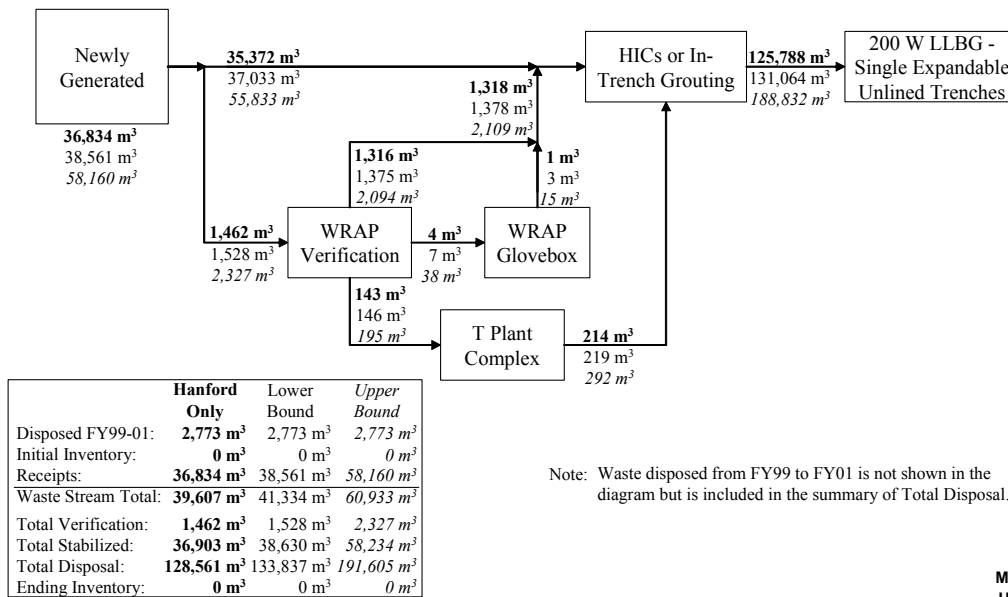 Newly
Generated
36,834 m³
38,561 m³
58,160 m³
35,372 m³
37,033 m³
55,833 m³
HICs or In-
Trench Grouting
125,788 m³
131,064 m³
188,832 m³
200 W LLBG -
Single Expandable
Unlined Trenches
1,318 m³
1,378 m³
2,109 m³
1,316 m³
1,375 m³
2,094 m³
1 m³
3 m³
15 m³
1,462 m³
1,528 m³
2,327 m³
WRAP
Verification
4 m³
7 m³
38 m³
WRAP
Glovebox
143 m³
146 m³
195 m³
T Plant
Complex
214 m³
219 m³
292 m³
Hanford Lower Upper
Only Bound Bound
Disposed FY99-01: 2,773 m³ 2,773 m³ 2,773 m³
Initial Inventory: 0 m³ 0 m³ 0 m³
Receipts: 36,834 m³ 38,561 m³ 58,160 m³
Waste Stream Total: 39,607 m³ 41,334 m³ 60,933 m³
Total Verification: 1,462 m³ 1,528 m³ 2,327 m³
Total Stabilized: 36,903 m³ 38,630 m³ 58,234 m³
Total Disposal: 128,561 m³ 133,837 m³ 191,605 m³
Ending Inventory: 0 m³ 0 m³ 0 m³
Note: Waste disposed from FY99 to FY01 is not shown in the
diagram but is included in the summary of Total Disposal.